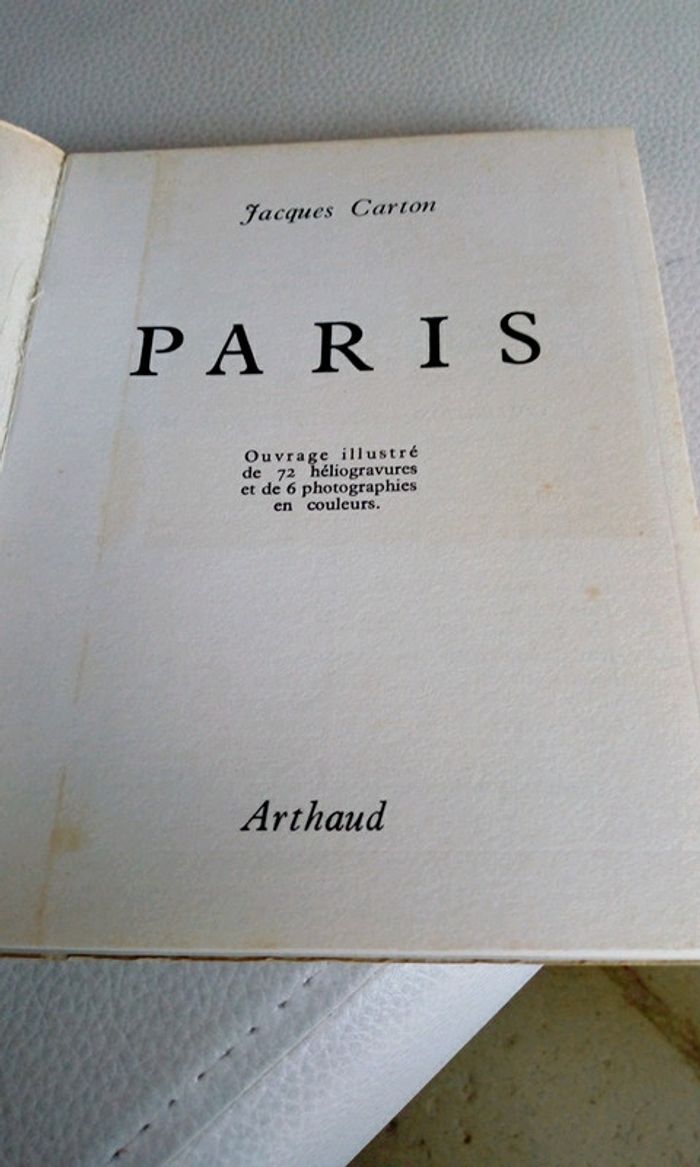 Jacques Carton
PARIS
Ouvrage illustré
de 72 héliogravures
et de 6 photographies
en couleurs.
Arthaud